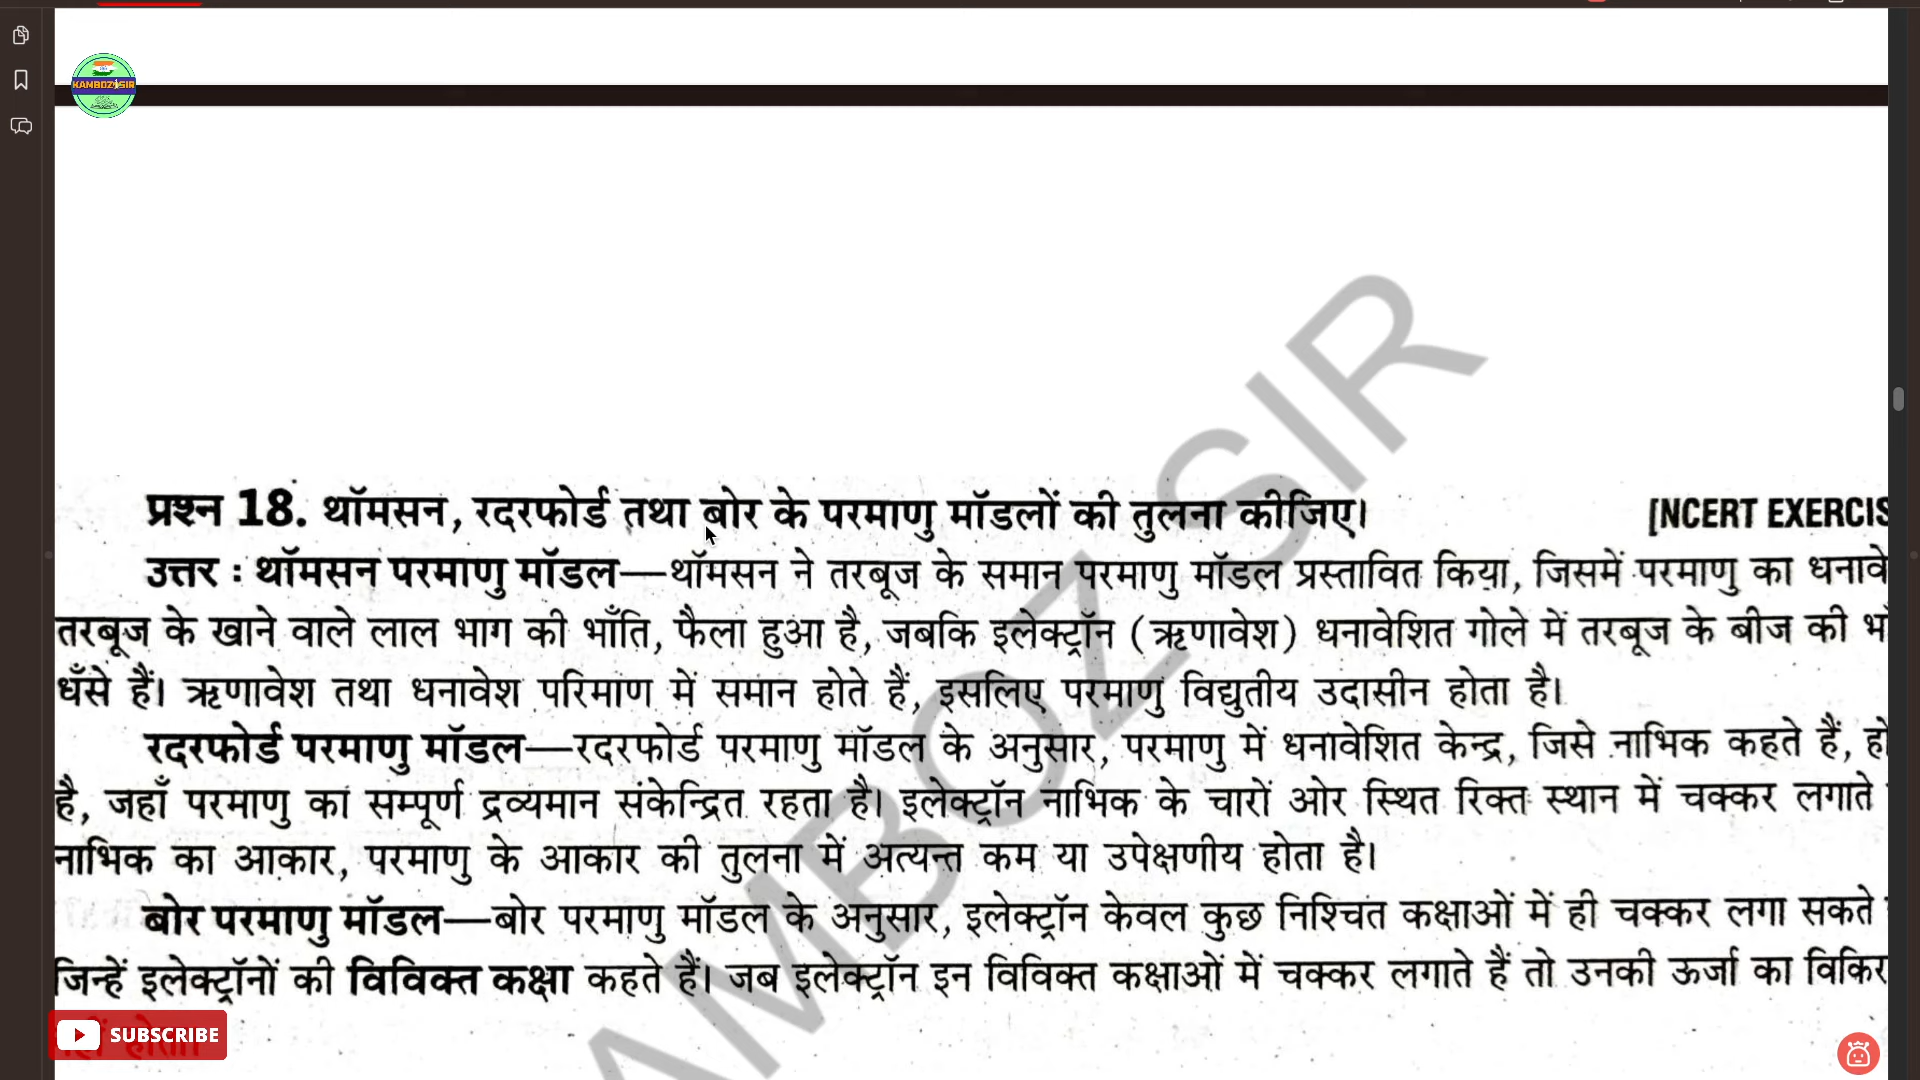 KAMBOZ SIR
प्रश्न 18. थॉमसन, रदरफोर्ड तथा बोर के परमाणु मॉडलों की तुलना कीजिए। [NCERT EXERCIS
उत्तर : थॉमसन परमाणु मॉडल—थॉमसन ने तरबूज के समान परमाणु मॉडल प्रस्तावित किया, जिसमें परमाणु का धनावे
तरबूज के खाने वाले लाल भाग की भाँति, फैला हुआ है, जबकि इलेक्ट्रॉन (ऋणावेश) धनावेशित गोले में तरबूज के बीज की
धँसे हैं। ऋणावेश तथा धनावेश परिमाण में समान होते हैं, इसलिए परमाणु विद्युतीय उदासीन होता है।
रदरफोर्ड परमाणु मॉडल—रदरफोर्ड परमाणु मॉडल के अनुसार, परमाणु में धनावेशित केन्द्र, जिसे नाभिक कहते हैं, हो
है, जहाँ परमाणु का सम्पूर्ण द्रव्यमान संकेन्द्रित रहता है। इलेक्ट्रॉन नाभिक के चारों ओर स्थित रिक्त स्थान में चक्कर लगाते
नाभिक का आकार, परमाणु के आकार की तुलना में अत्यन्त कम या उपेक्षणीय होता है।
बोर परमाणु मॉडल—बोर परमाणु मॉडल के अनुसार, इलेक्ट्रॉन केवल कुछ निश्चित कक्षाओं में ही चक्कर लगा सकते
जिन्हें इलेक्ट्रॉनों की विविक्त कक्षा कहते हैं। जब इलेक्ट्रॉन इन विविक्त कक्षाओं में चक्कर लगाते हैं तो उनकी ऊर्जा का विकिर
SUBSCRIBE
AMBOZ SIR